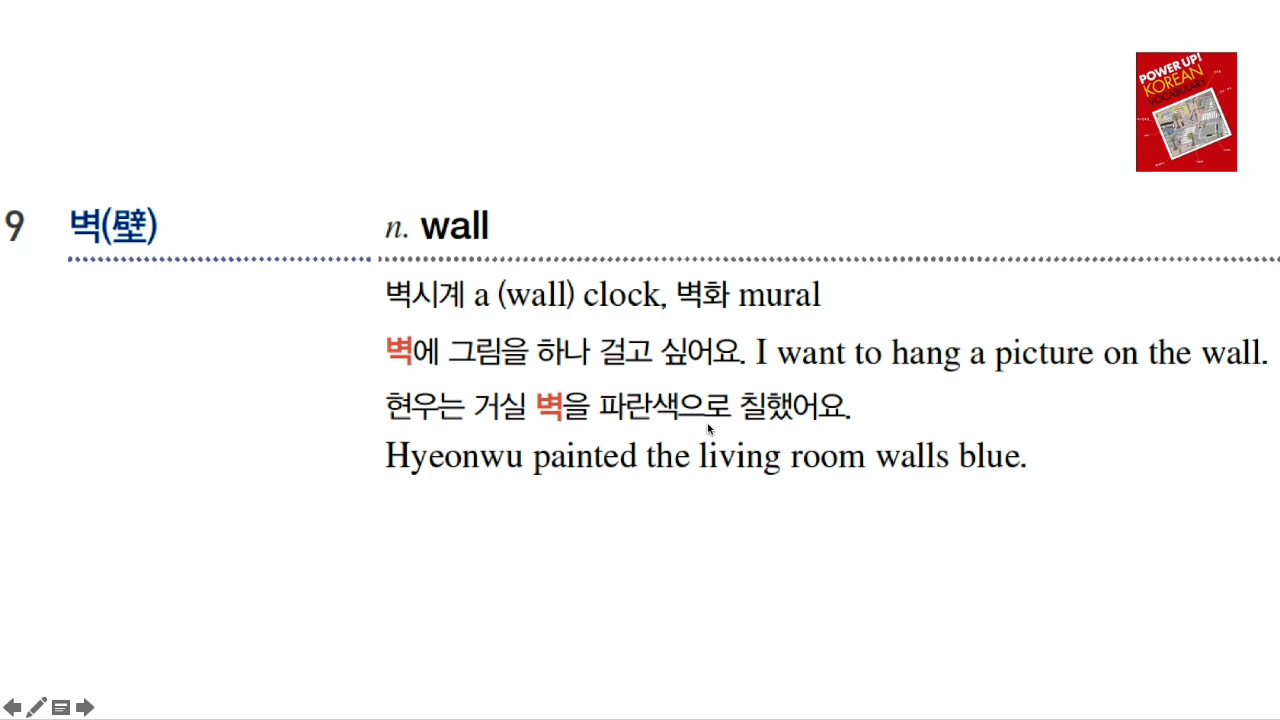 POWER UP!
KOREAN
VOCABULARY
9 벽(壁) n. wall
벽시계 a (wall) clock, 벽화 mural
벽에 그림을 하나 걸고 싶어요. I want to hang a picture on the wall.
현우는 거실 벽을 파란색으로 칠했어요.
Hyeonwu painted the living room walls blue.